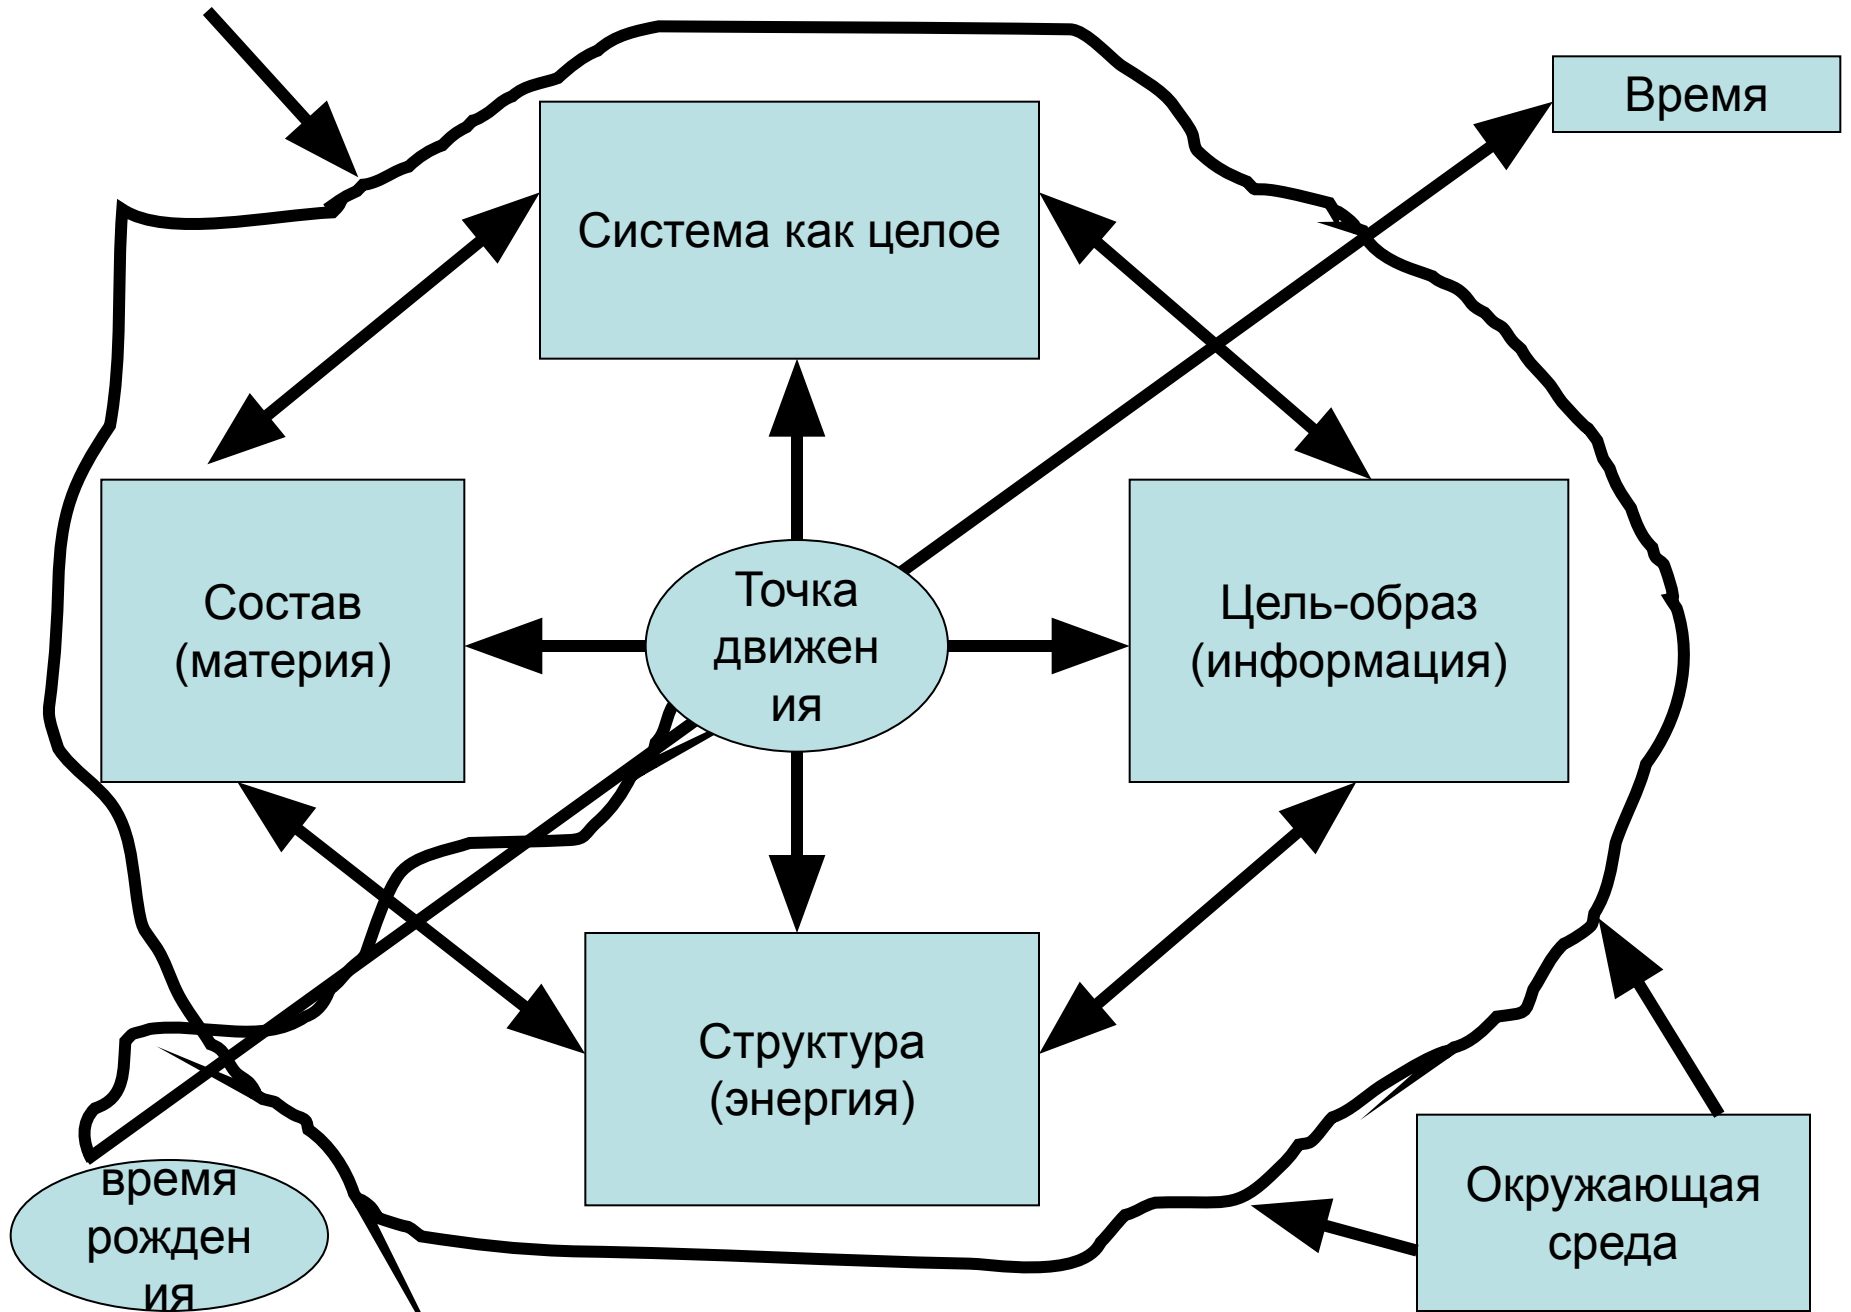 Время
Система как целое
Состав
(материя)
Точка
движен
ия
Цель-образ
(информация)
Структура
(энергия)
время
рожден
ия
Окружающая
среда